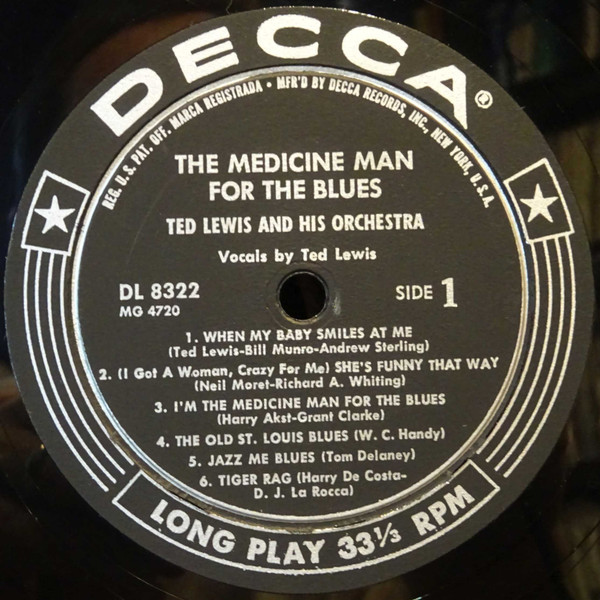 DECCA®
REG. U.S. PAT. OFF. MARCA REGISTRADA • MFR'D BY DECCA RECORDS, INC., NEW YORK, U.S.A.
THE MEDICINE MAN
FOR THE BLUES
TED LEWIS AND HIS ORCHESTRA
Vocals by Ted Lewis
DL 8322
SIDE 1
MG 4720
1. WHEN MY BABY SMILES AT ME
(Ted Lewis-Bill Munro-Andrew Sterling)
2. (I Got A Woman, Crazy For Me) SHE'S FUNNY THAT WAY
(Neil Moret-Richard A. Whiting)
3. I'M THE MEDICINE MAN FOR THE BLUES
(Harry Akst-Grant Clarke)
4. THE OLD ST. LOUIS BLUES (W. C. Handy)
5. JAZZ ME BLUES (Tom Delaney)
6. TIGER RAG (Harry De Costa-
D. J. La Rocca)
LONG PLAY 33⅓ RPM